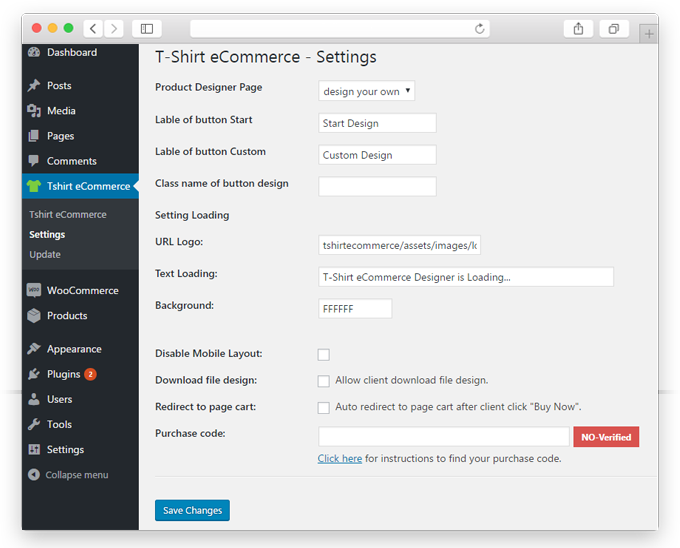 Dashboard
Posts
Media
Pages
Comments
Tshirt eCommerce
Tshirt eCommerce
Settings
Update
WooCommerce
Products
Appearance
Plugins 2
Users
Tools
Settings
Collapse menu
T-Shirt eCommerce - Settings
Product Designer Page design your own
Lable of button Start Start Design
Lable of button Custom Custom Design
Class name of button design
Setting Loading
URL Logo: tshirtecommerce/assets/images/lo
Text Loading: T-Shirt eCommerce Designer is Loading...
Background: FFFFFF
Disable Mobile Layout:
Download file design: Allow client download file design.
Redirect to page cart: Auto redirect to page cart after client click "Buy Now".
Purchase code: NO-Verified
Click here for instructions to find your purchase code.
Save Changes